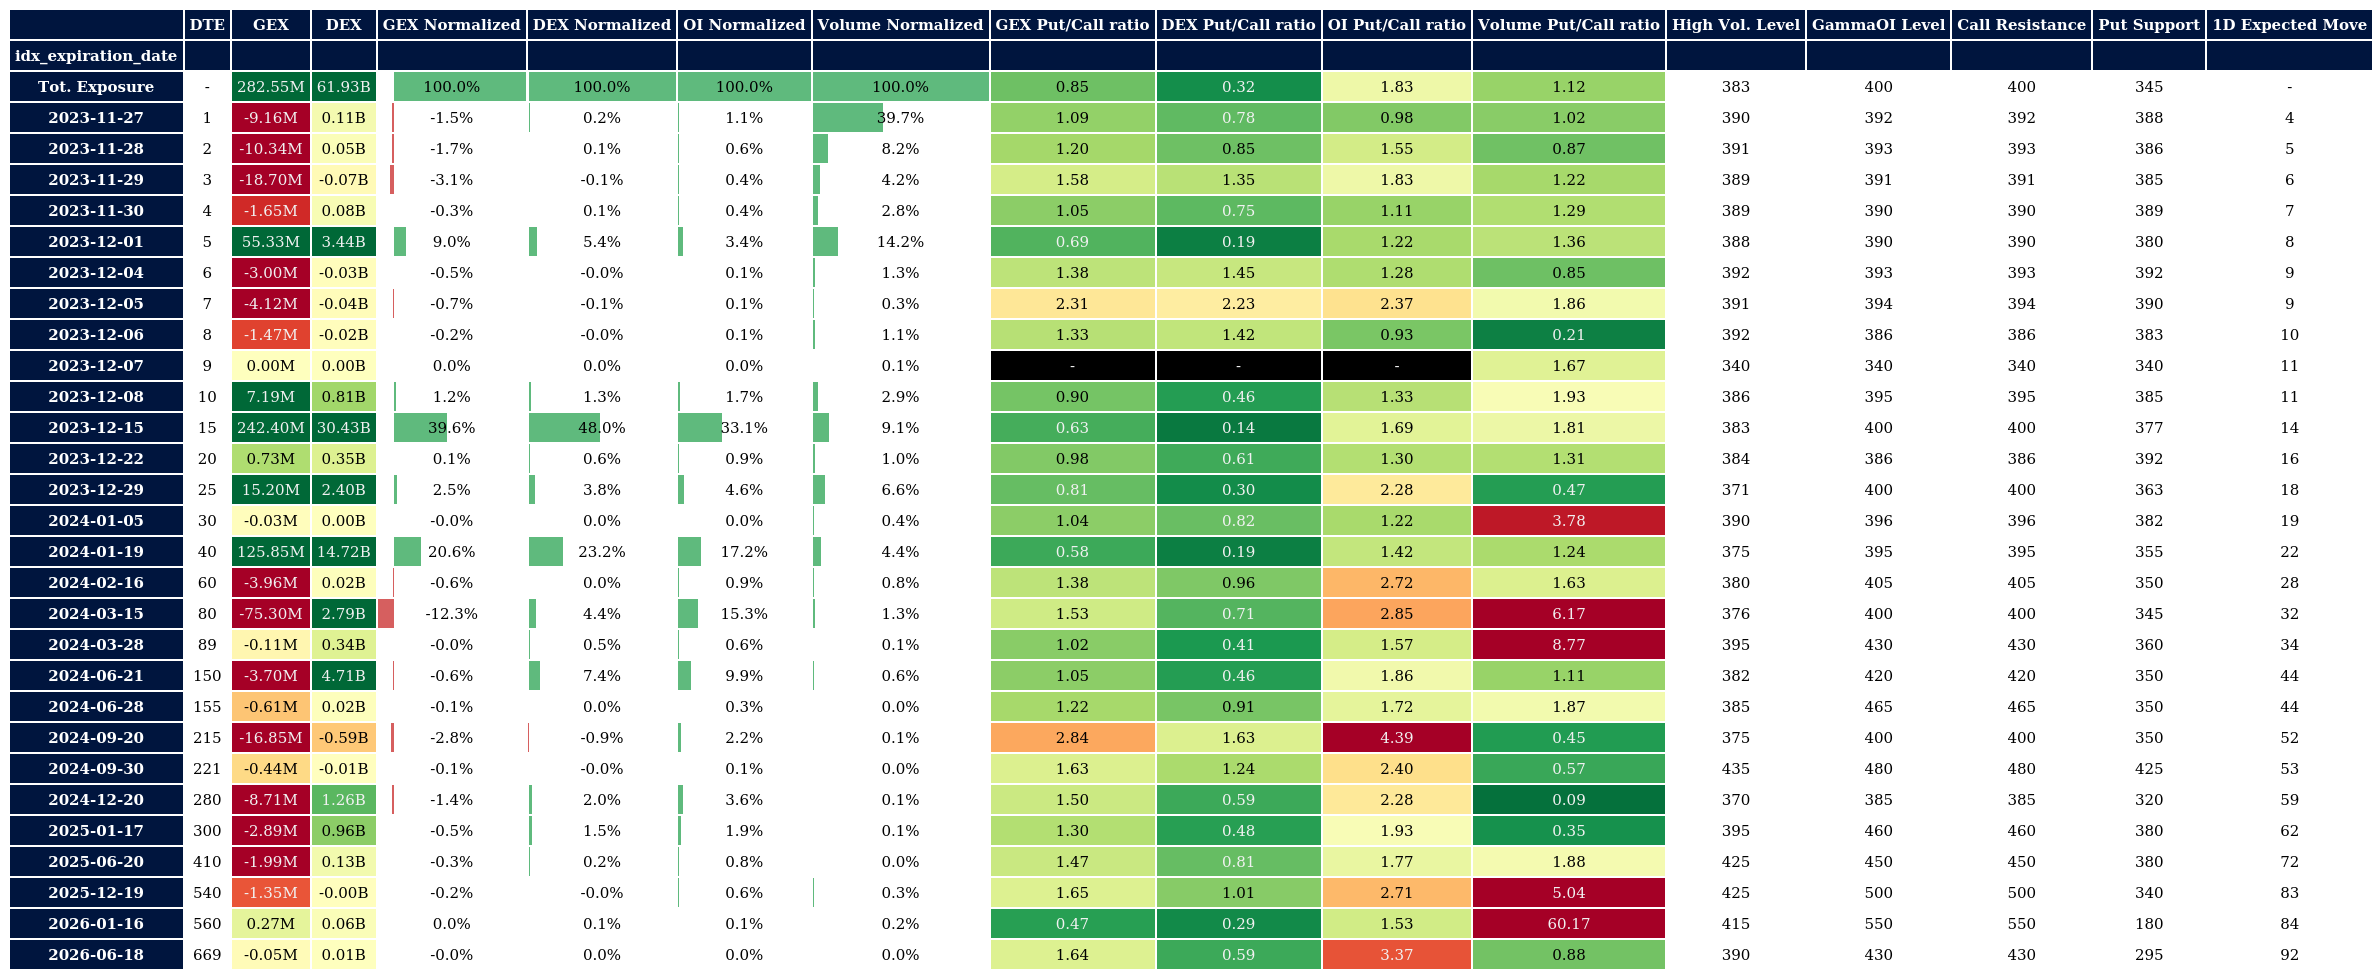 DTE GEX DEX GEX Normalized DEX Normalized OI Normalized Volume Normalized GEX Put/Call ratio DEX Put/Call ratio OI Put/Call ratio Volume Put/Call ratio High Vol. Level GammaOI Level Call Resistance Put Support 1D Expected Move
idx_expiration_date
Tot. Exposure - 282.55M 61.93B 100.0% 100.0% 100.0% 100.0% 0.85 0.32 1.83 1.12 383 400 400 345 -
2023-11-27 1 -9.16M 0.11B -1.5% 0.2% 1.1% 39.7% 1.09 0.78 0.98 1.02 390 392 392 388 4
2023-11-28 2 -10.34M 0.05B -1.7% 0.1% 0.6% 8.2% 1.20 0.85 1.55 0.87 391 393 393 386 5
2023-11-29 3 -18.70M -0.07B -3.1% -0.1% 0.4% 4.2% 1.58 1.35 1.83 1.22 389 391 391 385 6
2023-11-30 4 -1.65M 0.08B -0.3% 0.1% 0.4% 2.8% 1.05 0.75 1.11 1.29 389 390 390 389 7
2023-12-01 5 55.33M 3.44B 9.0% 5.4% 3.4% 14.2% 0.69 0.19 1.22 1.36 388 390 390 380 8
2023-12-04 6 -3.00M -0.03B -0.5% -0.0% 0.1% 1.3% 1.38 1.45 1.28 0.85 392 393 393 392 9
2023-12-05 7 -4.12M -0.04B -0.7% -0.1% 0.1% 0.3% 2.31 2.23 2.37 1.86 391 394 394 390 9
2023-12-06 8 -1.47M -0.02B -0.2% -0.0% 0.1% 1.1% 1.33 1.42 0.93 0.21 392 386 386 383 10
2023-12-07 9 0.00M 0.00B 0.0% 0.0% 0.0% 0.1% - - - 1.67 340 340 340 340 11
2023-12-08 10 7.19M 0.81B 1.2% 1.3% 1.7% 2.9% 0.90 0.46 1.33 1.93 386 395 395 385 11
2023-12-15 15 242.40M 30.43B 39.6% 48.0% 33.1% 9.1% 0.63 0.14 1.69 1.81 383 400 400 377 14
2023-12-22 20 0.73M 0.35B 0.1% 0.6% 0.9% 1.0% 0.98 0.61 1.30 1.31 384 386 386 392 16
2023-12-29 25 15.20M 2.40B 2.5% 3.8% 4.6% 6.6% 0.81 0.30 2.28 0.47 371 400 400 363 18
2024-01-05 30 -0.03M 0.00B -0.0% 0.0% 0.0% 0.4% 1.04 0.82 1.22 3.78 390 396 396 382 19
2024-01-19 40 125.85M 14.72B 20.6% 23.2% 17.2% 4.4% 0.58 0.19 1.42 1.24 375 395 395 355 22
2024-02-16 60 -3.96M 0.02B -0.6% 0.0% 0.9% 0.8% 1.38 0.96 2.72 1.63 380 405 405 350 28
2024-03-15 80 -75.30M 2.79B -12.3% 4.4% 15.3% 1.3% 1.53 0.71 2.85 6.17 376 400 400 345 32
2024-03-28 89 -0.11M 0.34B -0.0% 0.5% 0.6% 0.1% 1.02 0.41 1.57 8.77 395 430 430 360 34
2024-06-21 150 -3.70M 4.71B -0.6% 7.4% 9.9% 0.6% 1.05 0.46 1.86 1.11 382 420 420 350 44
2024-06-28 155 -0.61M 0.02B -0.1% 0.0% 0.3% 0.0% 1.22 0.91 1.72 1.87 385 465 465 350 44
2024-09-20 215 -16.85M -0.59B -2.8% -0.9% 2.2% 0.1% 2.84 1.63 4.39 0.45 375 400 400 350 52
2024-09-30 221 -0.44M -0.01B -0.1% -0.0% 0.1% 0.0% 1.63 1.24 2.40 0.57 435 480 480 425 53
2024-12-20 280 -8.71M 1.26B -1.4% 2.0% 3.6% 0.1% 1.50 0.59 2.28 0.09 370 385 385 320 59
2025-01-17 300 -2.89M 0.96B -0.5% 1.5% 1.9% 0.1% 1.30 0.48 1.93 0.35 395 460 460 380 62
2025-06-20 410 -1.99M 0.13B -0.3% 0.2% 0.8% 0.0% 1.47 0.81 1.77 1.88 425 450 450 380 72
2025-12-19 540 -1.35M -0.00B -0.2% -0.0% 0.6% 0.3% 1.65 1.01 2.71 5.04 425 500 500 340 83
2026-01-16 560 0.27M 0.06B 0.0% 0.1% 0.1% 0.2% 0.47 0.29 1.53 60.17 415 550 550 180 84
2026-06-18 669 -0.05M 0.01B -0.0% 0.0% 0.0% 0.0% 1.64 0.59 3.37 0.88 390 430 430 295 92